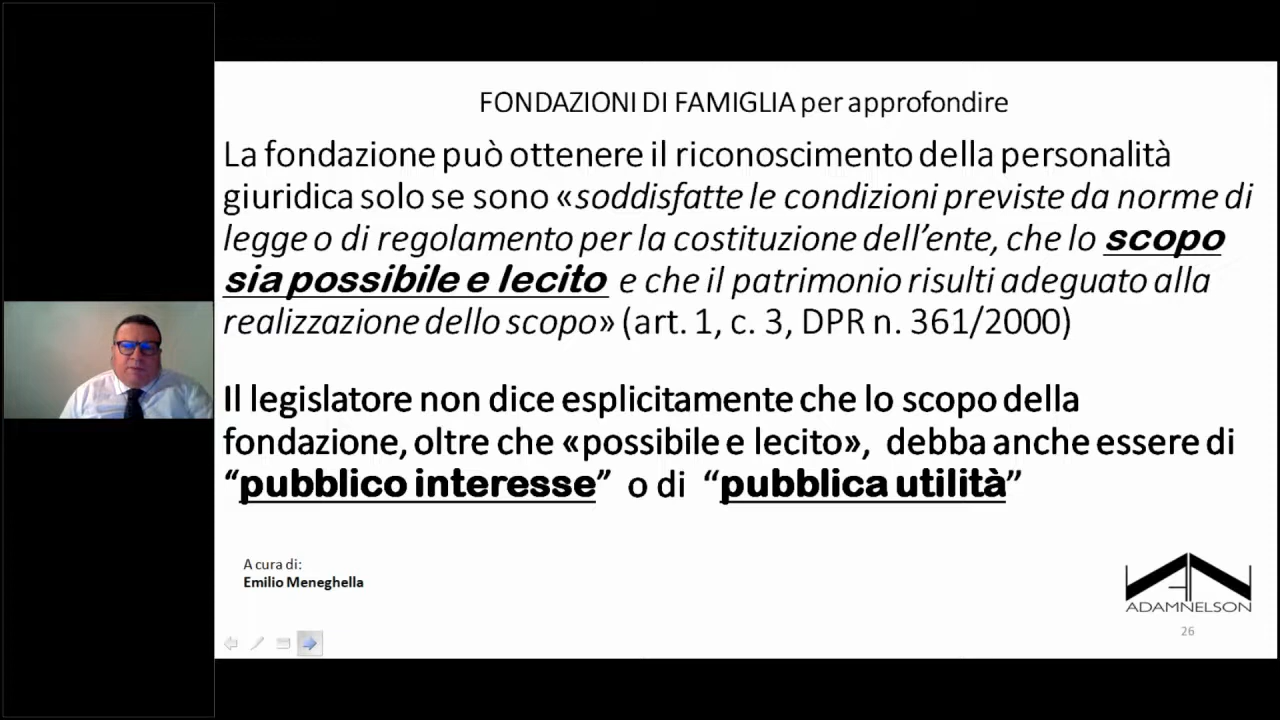 FONDAZIONI DI FAMIGLIA per approfondire
La fondazione può ottenere il riconoscimento della personalità
giuridica solo se sono «soddisfatte le condizioni previste da norme di
legge o di regolamento per la costituzione dell’ente, che lo scopo
sia possibile e lecito e che il patrimonio risulti adeguato alla
realizzazione dello scopo» (art. 1, c. 3, DPR n. 361/2000)
Il legislatore non dice esplicitamente che lo scopo della
fondazione, oltre che «possibile e lecito», debba anche essere di
“pubblico interesse” o di “pubblica utilità”
A cura di:
Emilio Meneghella
ADAMNELSON
26